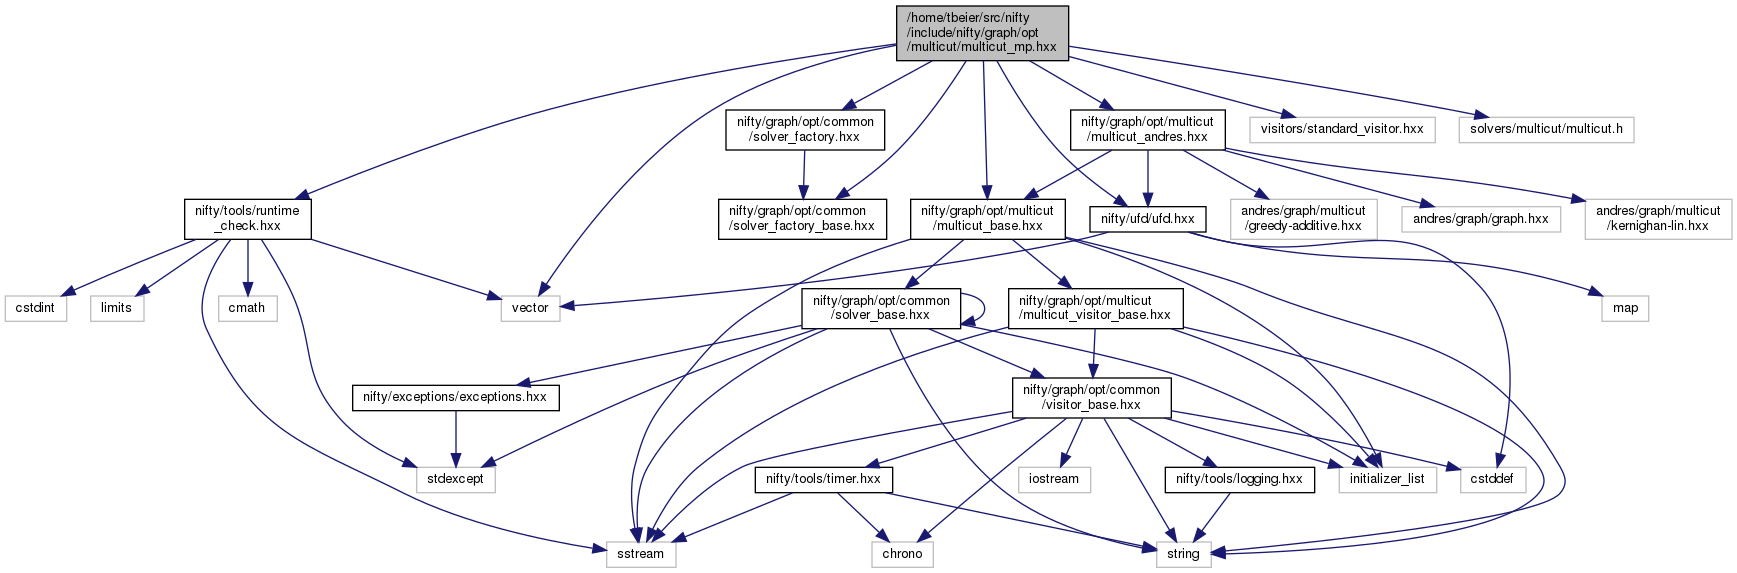 /home/tbeier/src/nifty
/include/nifty/graph/opt
/multicut/multicut_mp.hxx
nifty/graph/opt/common
/solver_factory.hxx
nifty/graph/opt/multicut
/multicut_andres.hxx
visitors/standard_visitor.hxx
solvers/multicut/multicut.h
nifty/tools/runtime
_check.hxx
nifty/graph/opt/common
/solver_factory_base.hxx
nifty/graph/opt/multicut
/multicut_base.hxx
nifty/ufd/ufd.hxx
andres/graph/multicut
/greedy-additive.hxx
andres/graph/graph.hxx
andres/graph/multicut
/kernighan-lin.hxx
cstdint
limits
cmath
vector
nifty/graph/opt/common
/solver_base.hxx
nifty/graph/opt/multicut
/multicut_visitor_base.hxx
map
nifty/exceptions/exceptions.hxx
nifty/graph/opt/common
/visitor_base.hxx
stdexcept
nifty/tools/timer.hxx
iostream
nifty/tools/logging.hxx
initializer_list
cstddef
sstream
chrono
string